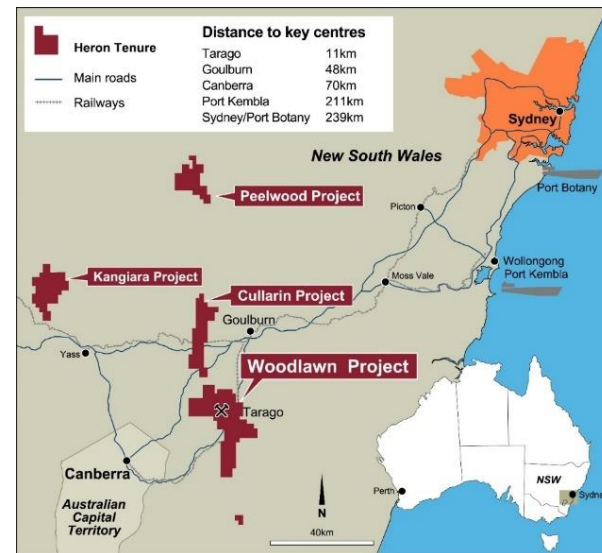 Heron Tenure
Main roads
Railways
Distance to key centres
Tarago 11km
Goulburn 48km
Canberra 70km
Port Kembla 211km
Sydney/Port Botany 239km
Sydney
New South Wales
Port Botany
Peelwood Project
Picton
Wollongong
Port Kembla
Kangiara Project
Moss Vale
Cullarin Project
Goulburn
Yass
Woodlawn Project
Tarago
Canberra
Australian
Capital
Territory
N
40km
NSW
Perth
Sydne